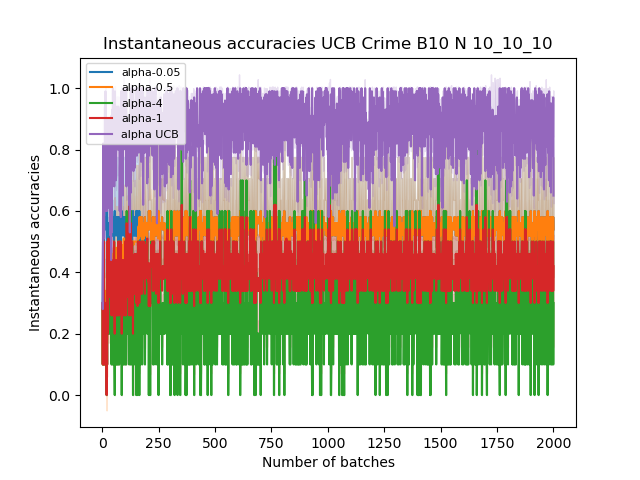 Instantaneous accuracies UCB Crime B10 N 10_10_10
alpha-0.05
alpha-0.5
alpha-4
alpha-1
alpha UCB
1.0
0.8
0.6
0.4
0.2
0.0
Instantaneous accuracies
0 250 500 750 1000 1250 1500 1750 2000
Number of batches